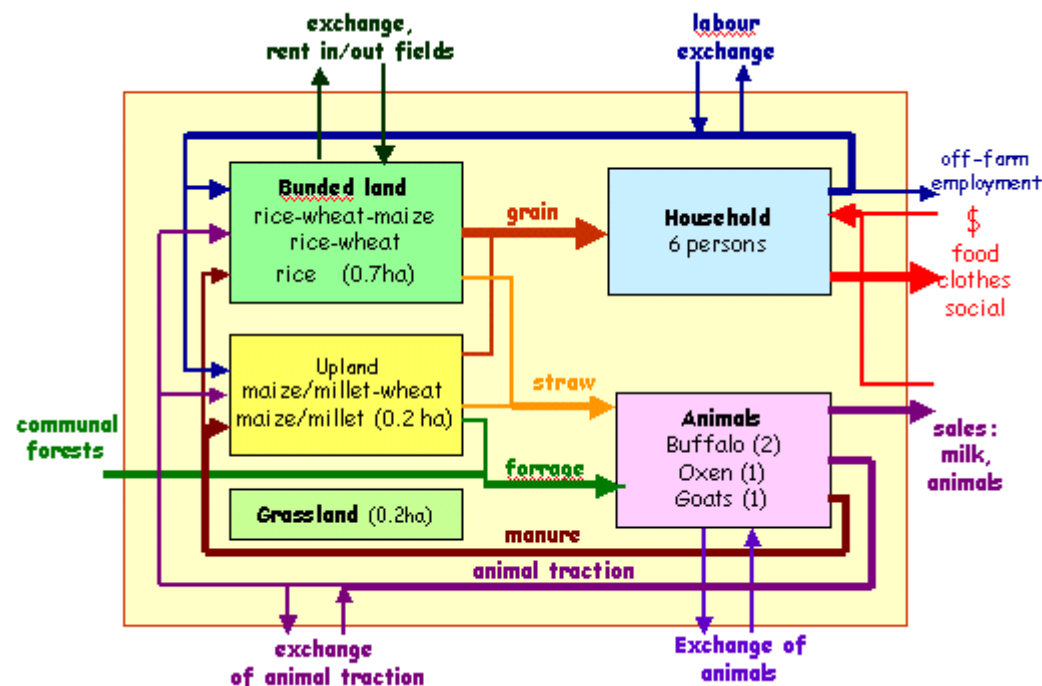 exchange,
rent in/out fields
labour
exchange
Bunded land
rice-wheat-maize
rice-wheat
rice (0.7ha)
grain
Household
6 persons
off-farm
employment
$
food
clothes
social
Upland
maize/millet-wheat
maize/millet (0.2 ha)
straw
communal
forests
Animals
Buffalo (2)
Oxen (1)
Goats (1)
sales:
milk,
animals
forrage
Grassland (0.2ha)
manure
animal traction
exchange
of animal traction
Exchange of
animals